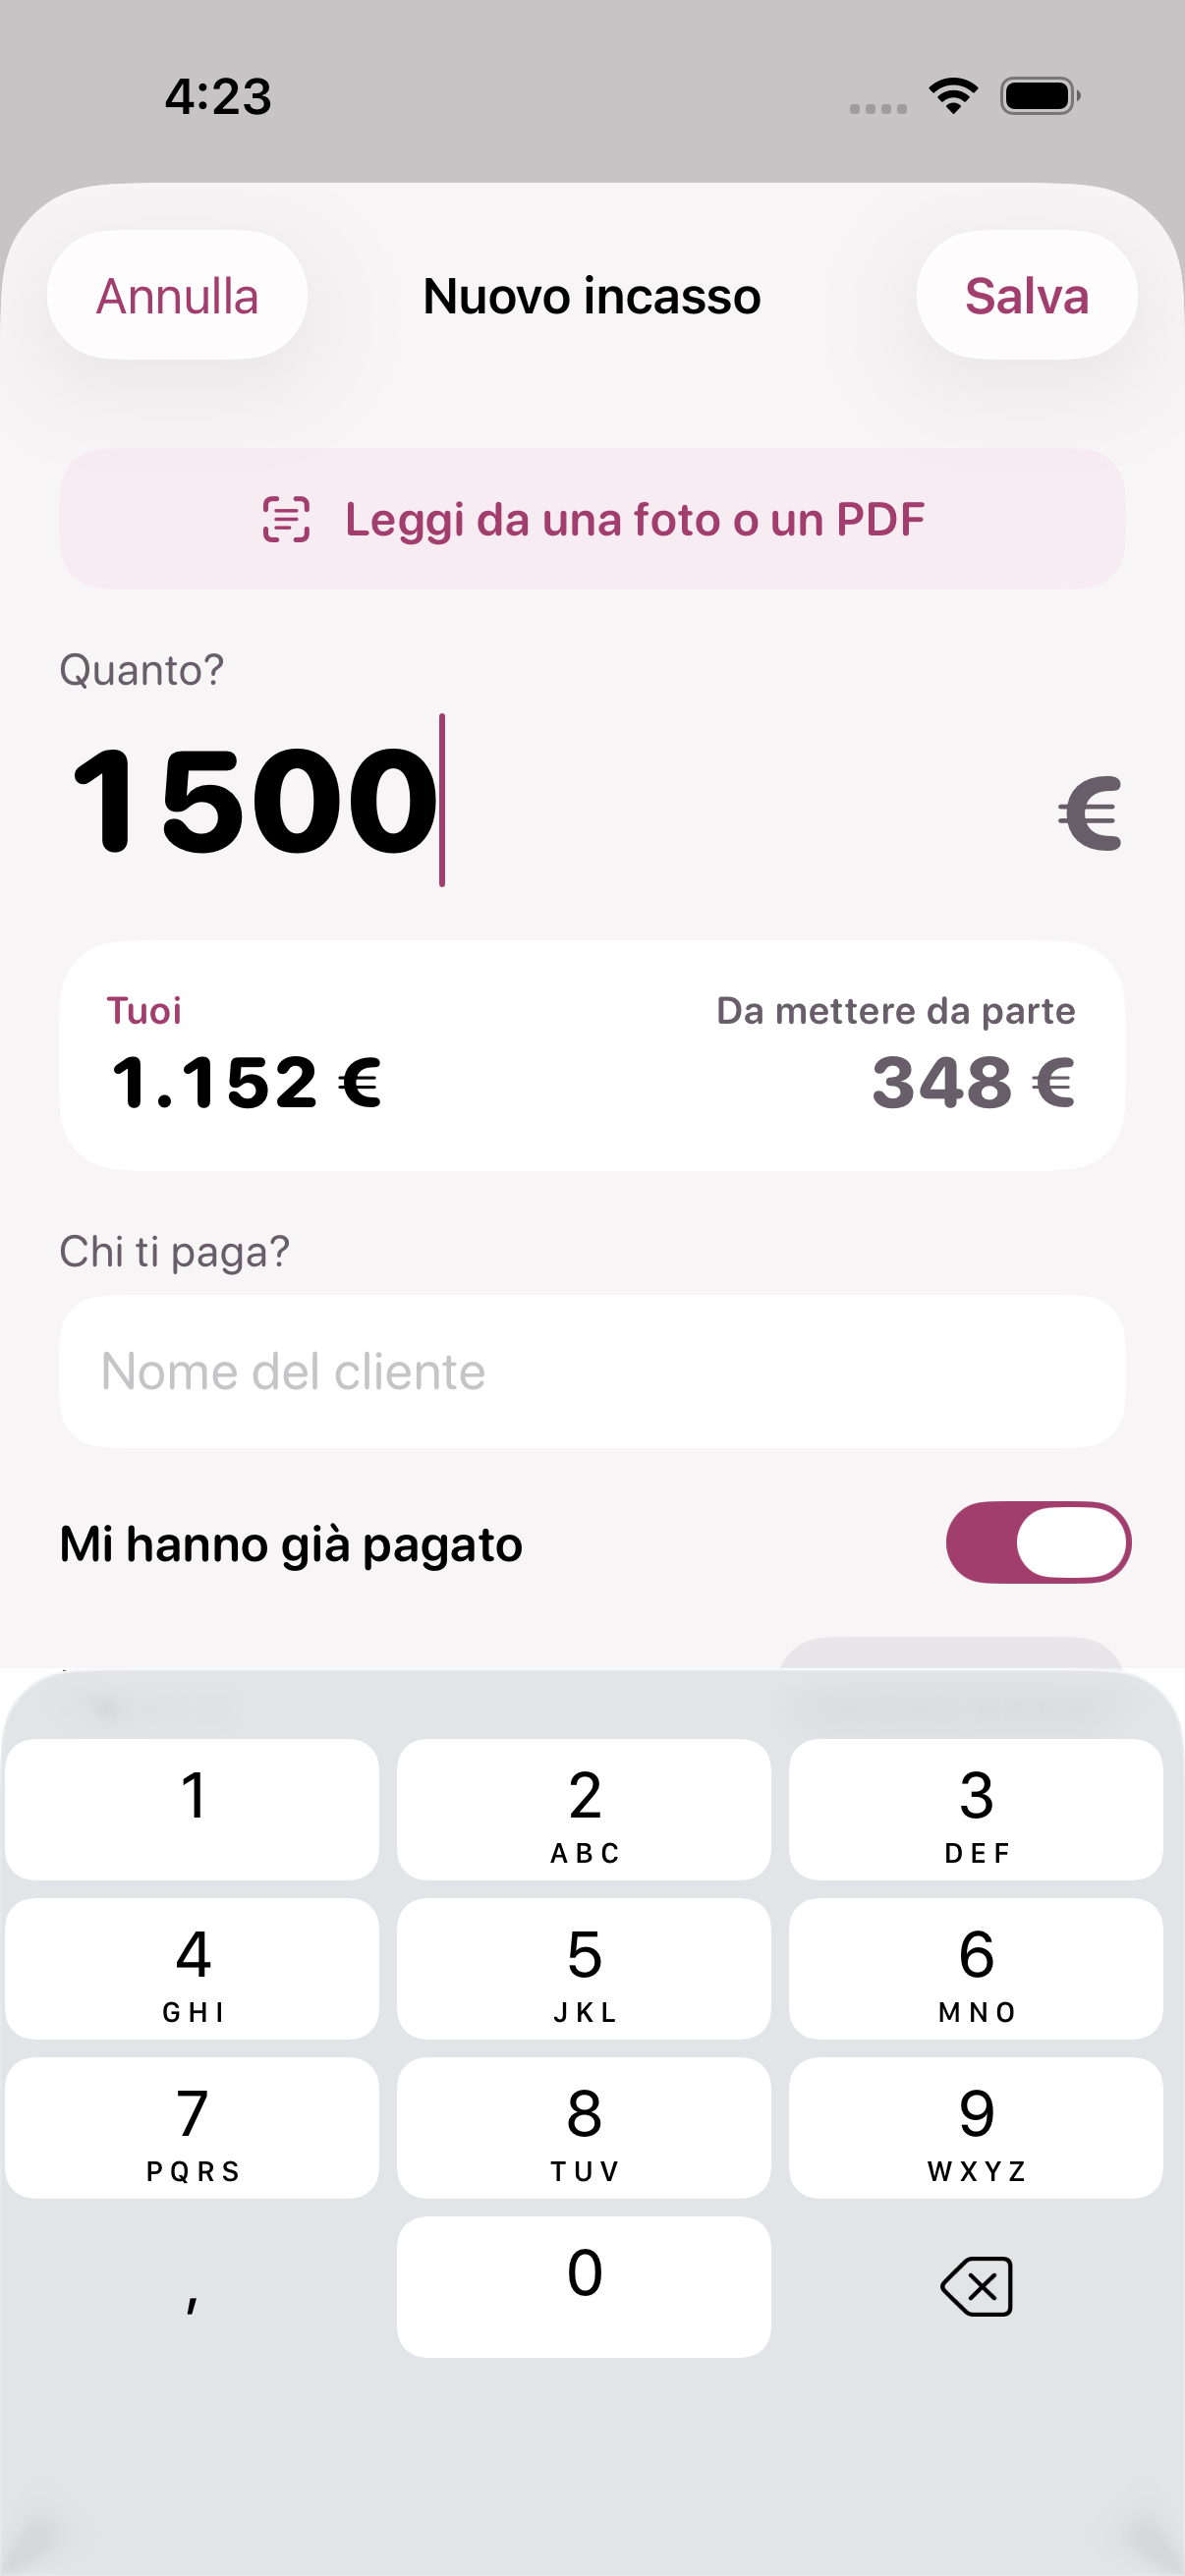 4:23
Annulla
Nuovo incasso
Salva
Leggi da una foto o un PDF
Quanto?
1500
€
Tuoi
Da mettere da parte
1.152 €
348 €
Chi ti paga?
Nome del cliente
Mi hanno già pagato
1
2
ABC
3
DEF
4
GHI
5
JKL
6
MNO
7
PQRS
8
TUV
9
WXYZ
,
0